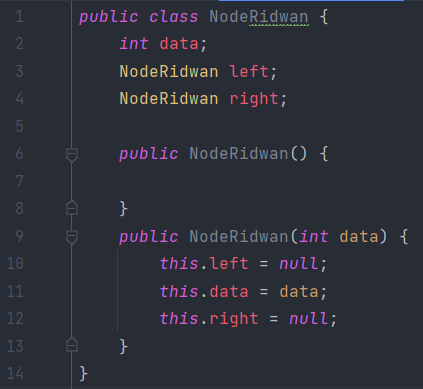 1 public class NodeRidwan {
2     int data;
3     NodeRidwan left;
4     NodeRidwan right;
5
6     public NodeRidwan() {
7
8     }
9     public NodeRidwan(int data) {
10         this.left = null;
11         this.data = data;
12         this.right = null;
13     }
14 }